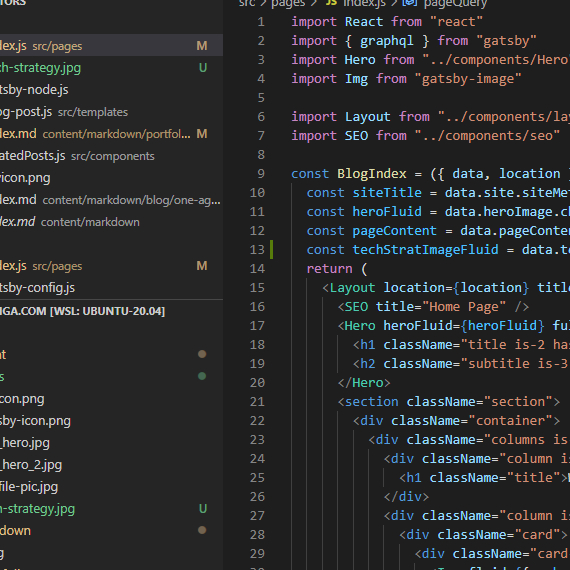 TORS
dex.js src/pages M
ch-strategy.jpg U
tsby-node.js
og-post.js src/templates
dex.md content/markdown/portfol... M
atedPosts.js src/components
vicon.png
dex.md content/markdown/blog/one-ag...
dex.md content/markdown
dex.js src/pages M
tsby-config.js
NGA.COM [WSL: UBUNTU-20.04]
nt
s
con.png
sby-icon.png
_hero.jpg
_hero_2.jpg
file-pic.jpg
h-strategy.jpg U
down
g
src > pages > JS index.js > pageQuery
1 import React from "react"
2 import { graphql } from "gatsby"
3 import Hero from "../components/Hero
4 import Img from "gatsby-image"
5
6 import Layout from "../components/lay
7 import SEO from "../components/seo"
8
9 const BlogIndex = ({ data, location }
10 const siteTitle = data.site.siteMet
11 const heroFluid = data.heroImage.ch
12 const pageContent = data.pageConten
13 const techStratImageFluid = data.te
14 return (
15 <Layout location={location} title
16 <SEO title="Home Page" />
17 <Hero heroFluid={heroFluid} ful
18 <h1 className="title is-2 has
19 <h2 className="subtitle is-3
20 </Hero>
21 <section className="section">
22 <div className="container">
23 <div className="columns is
24 <div className="column is
25 <h1 className="title">W
26 </div>
27 <div className="column is
28 <div className="card">
29 <div className="card